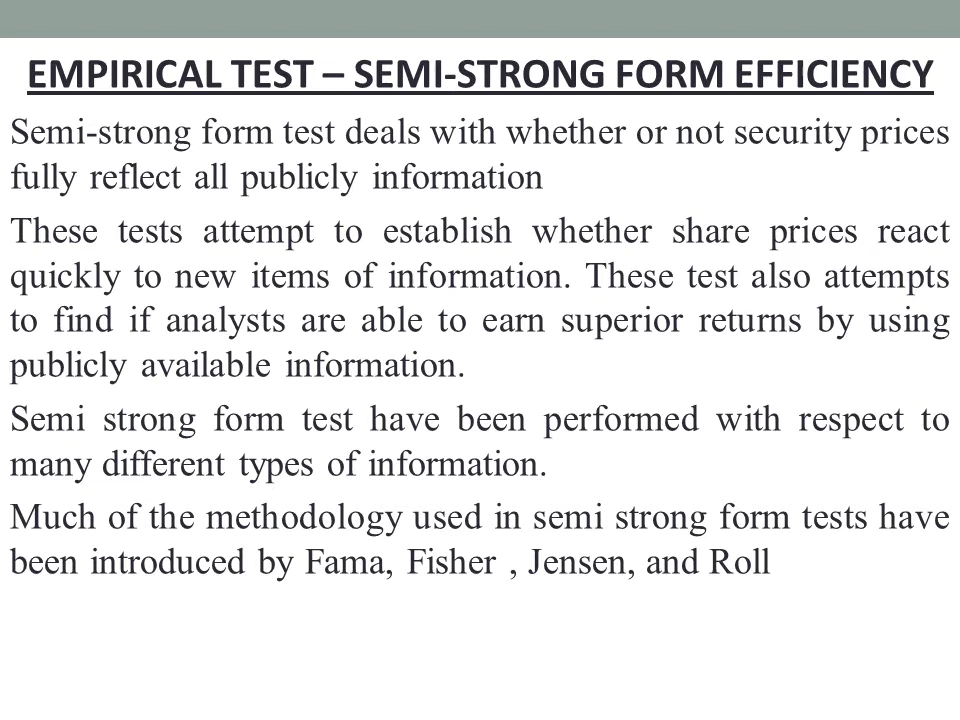 EMPIRICAL TEST – SEMI-STRONG FORM EFFICIENCY
Semi-strong form test deals with whether or not security prices
fully reflect all publicly information
These tests attempt to establish whether share prices react
quickly to new items of information. These test also attempts
to find if analysts are able to earn superior returns by using
publicly available information.
Semi strong form test have been performed with respect to
many different types of information.
Much of the methodology used in semi strong form tests have
been introduced by Fama, Fisher , Jensen, and Roll